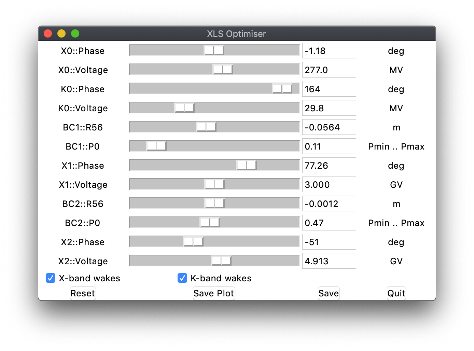 XLS Optimiser
X0::Phase -1.18 deg
X0::Voltage 277.0 MV
K0::Phase 164 deg
K0::Voltage 29.8 MV
BC1::R56 -0.0564 m
BC1::P0 0.11 Pmin .. Pmax
X1::Phase 77.26 deg
X1::Voltage 3.000 GV
BC2::R56 -0.0012 m
BC2::P0 0.47 Pmin .. Pmax
X2::Phase -51 deg
X2::Voltage 4.913 GV
X-band wakes K-band wakes
Reset Save Plot Save Quit